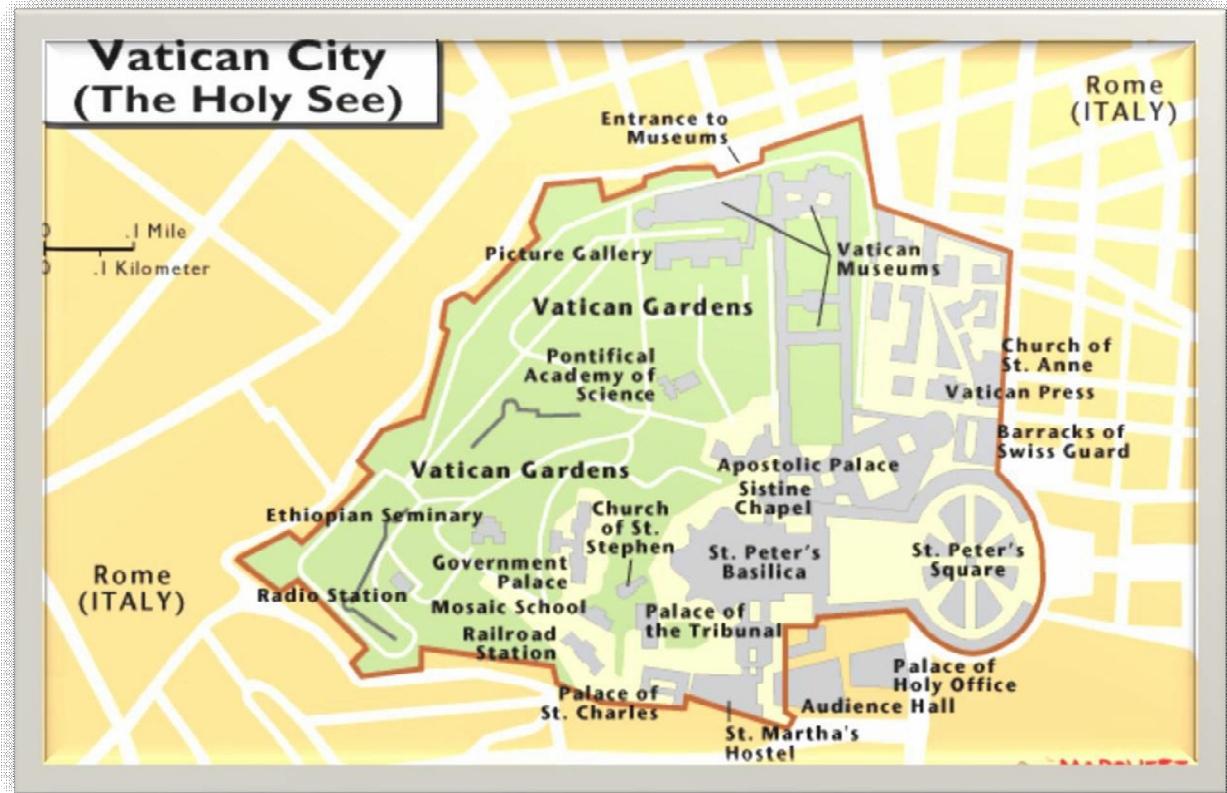 Vatican City
(The Holy See)
Rome
(ITALY)
Entrance to
Museums
0 .1 Mile
0 .1 Kilometer
Picture Gallery
Vatican
Museums
Vatican Gardens
Pontifical
Academy of
Science
Church of
St. Anne
Vatican Press
Barracks of
Swiss Guard
Vatican Gardens
Apostolic Palace
Sistine
Chapel
Ethiopian Seminary
Church
of St.
Stephen
St. Peter's
Basilica
St. Peter's
Square
Government
Palace
Rome
(ITALY)
Radio Station
Mosaic School
Palace of
the Tribunal
Railroad
Station
Palace of
Holy Office
Palace of
St. Charles
Audience Hall
St. Martha's
Hostel